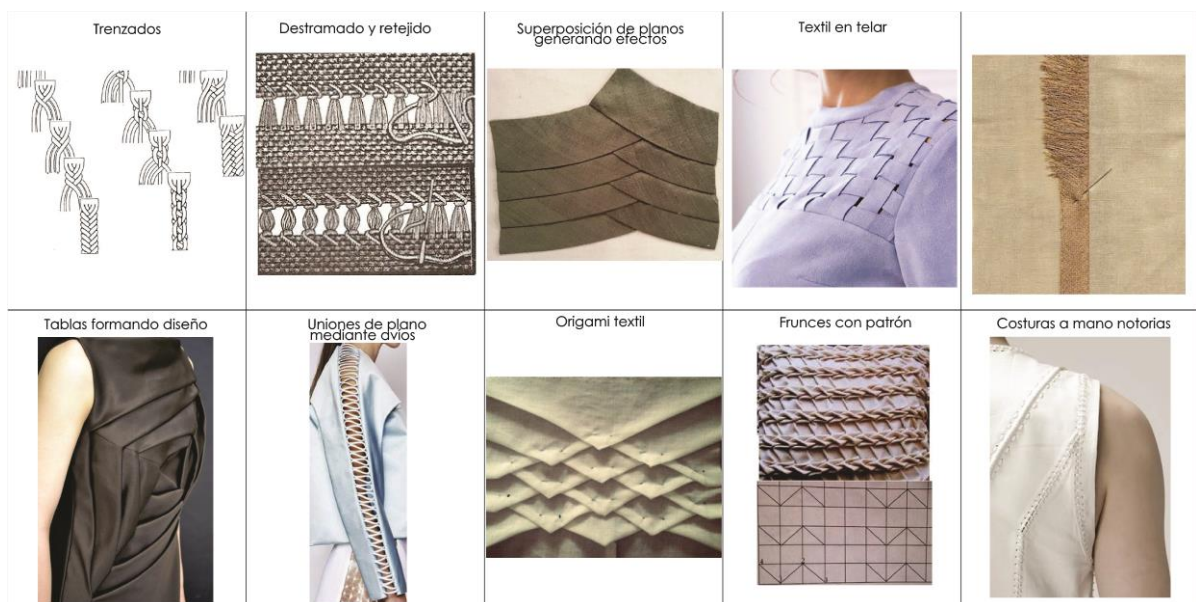 Trenzados
Destramado y retejido
Superposición de planos
generando efectos
Textil en telar
Tablas formando diseño
Uniones de plano
mediante dvios
Origami textil
Frunces con patrón
Costuras a mano notorias